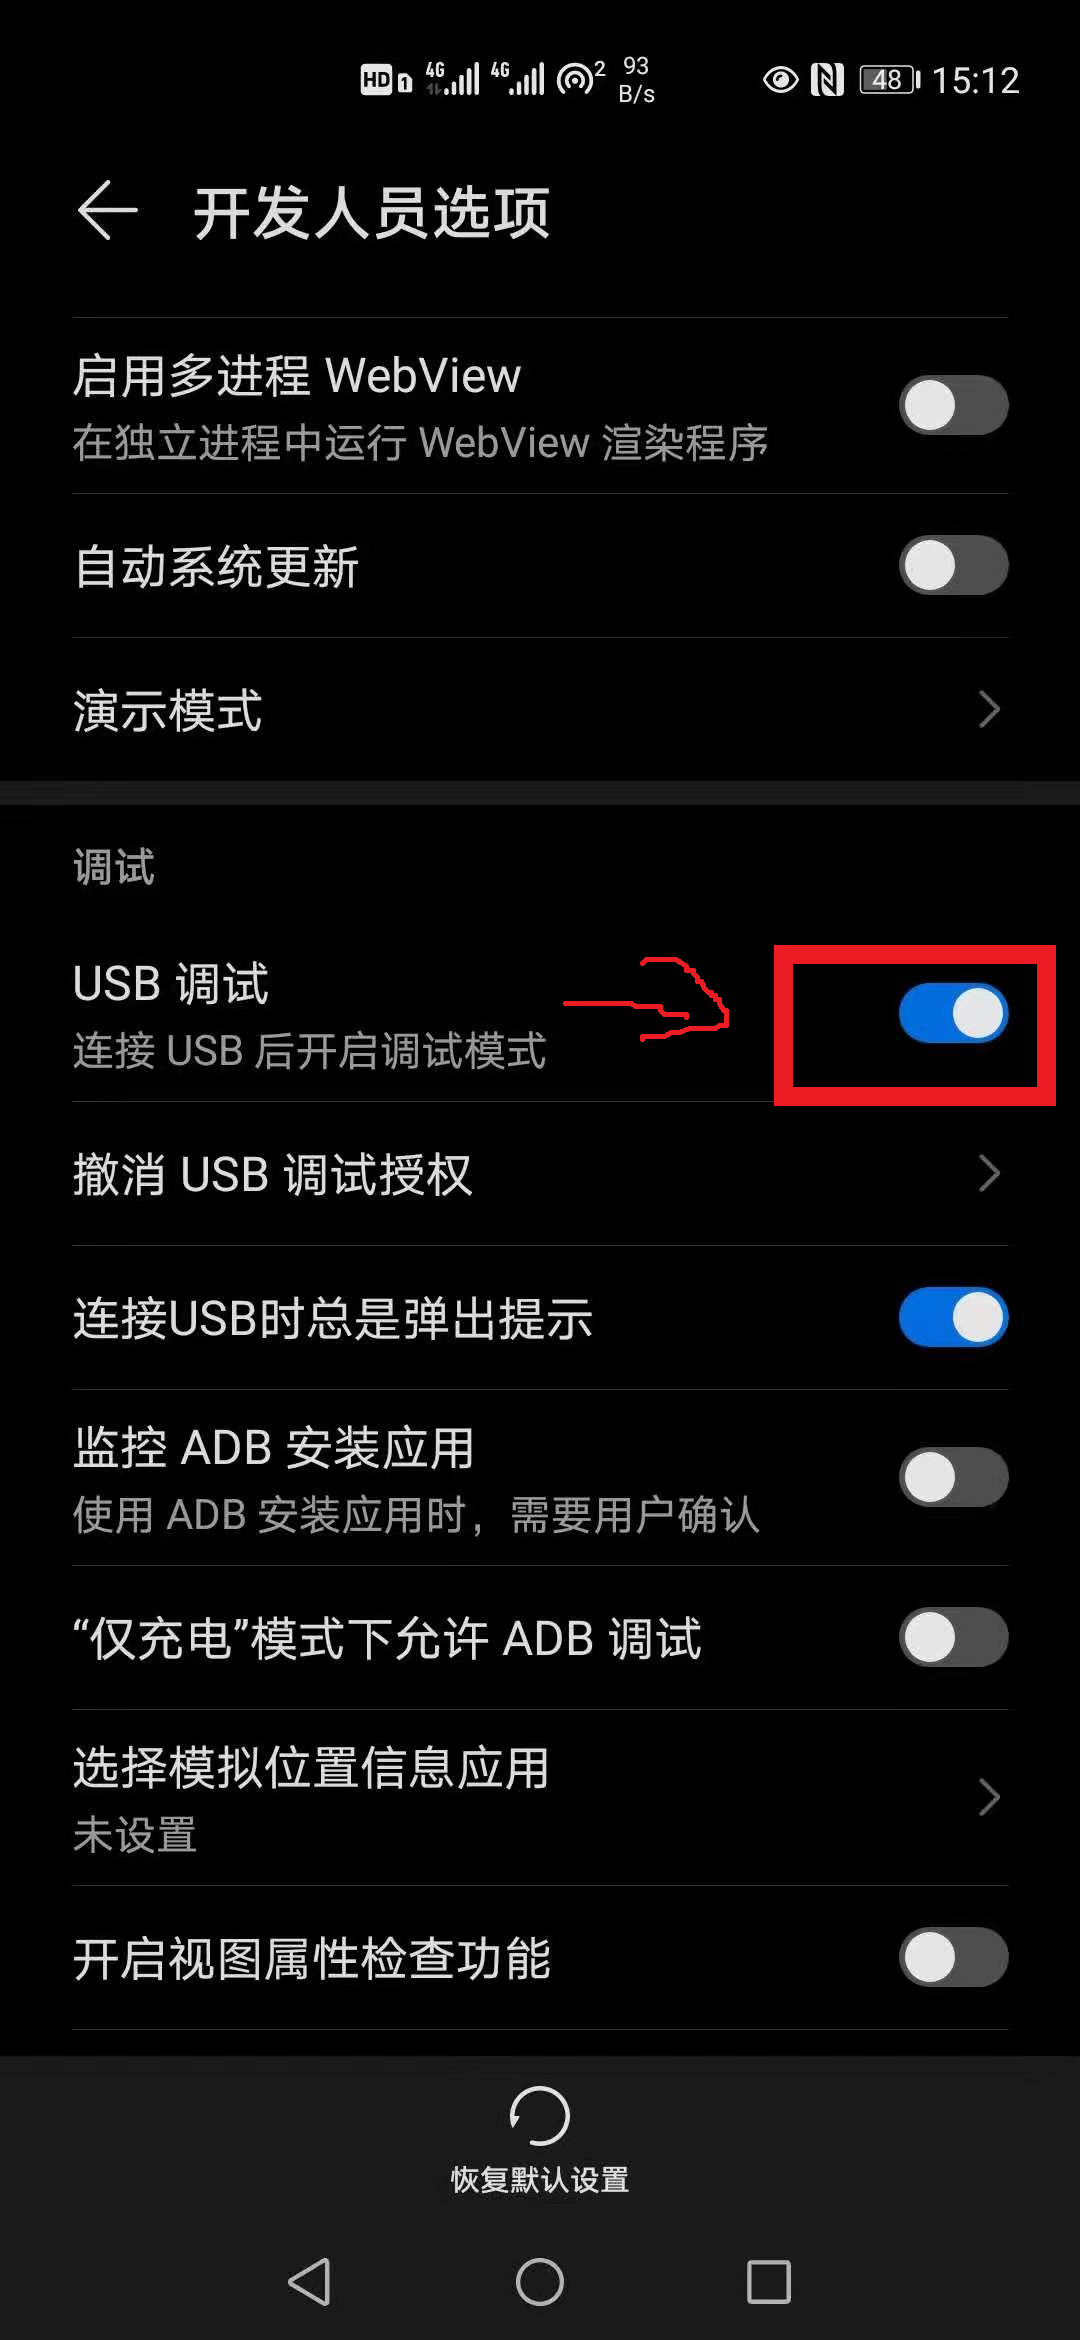 HD 1 4G 4G 2 93 B/s 48 15:12
开发人员选项
启用多进程 WebView
在独立进程中运行 WebView 渲染程序
自动系统更新
演示模式
调试
USB 调试
连接 USB 后开启调试模式
撤消 USB 调试授权
连接USB时总是弹出提示
监控 ADB 安装应用
使用 ADB 安装应用时，需要用户确认
“仅充电”模式下允许 ADB 调试
选择模拟位置信息应用
未设置
开启视图属性检查功能
恢复默认设置